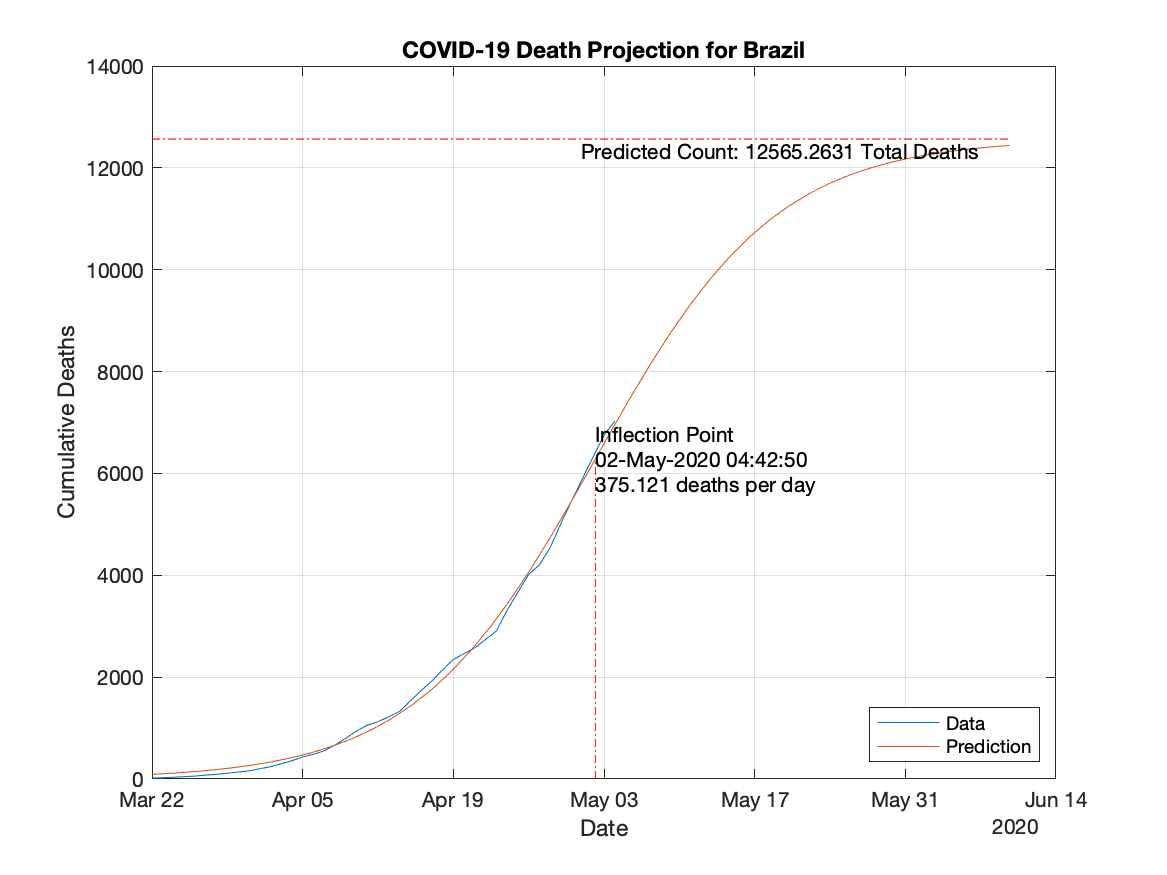 COVID-19 Death Projection for Brazil
14000
12000
10000
8000
6000
4000
2000
0
Cumulative Deaths
Predicted Count: 12565.2631 Total Deaths
Inflection Point
02-May-2020 04:42:50
375.121 deaths per day
Data
Prediction
Mar 22
Apr 05
Apr 19
May 03
May 17
May 31
Jun 14
Date
2020